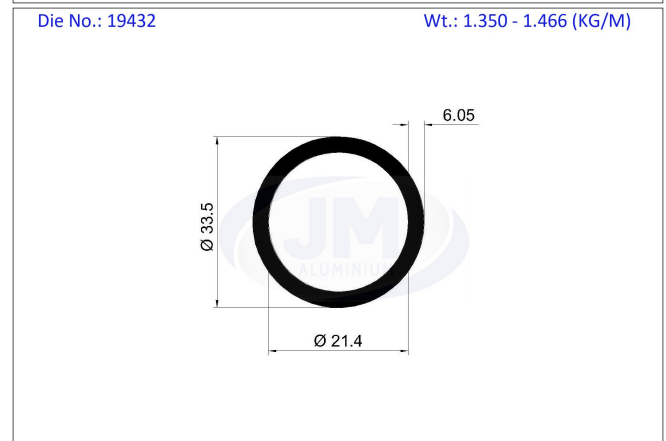 Die No.: 19432
Wt.: 1.350 - 1.466 (KG/M)
6.05
Ø 33.5
JM
ALUMINIUM
Ø 21.4